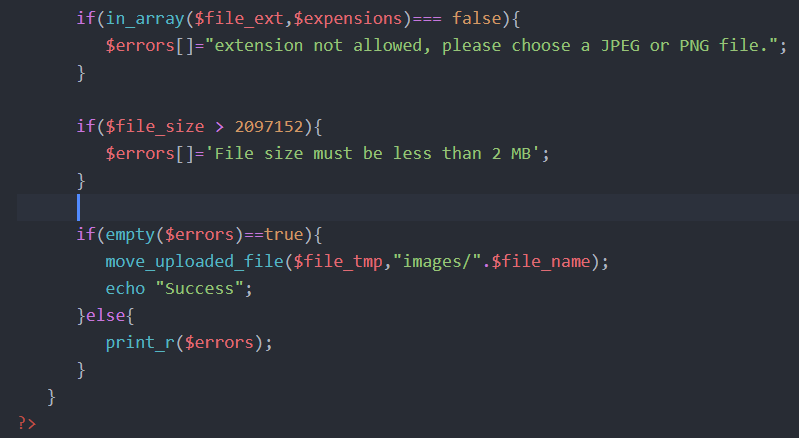 if(in_array($file_ext,$expensions)=== false){
$errors[]="extension not allowed, please choose a JPEG or PNG file.";
}
if($file_size > 2097152){
$errors[]='File size must be less than 2 MB';
}
if(empty($errors)==true){
move_uploaded_file($file_tmp,"images/".$file_name);
echo "Success";
}else{
print_r($errors);
}
}
?>